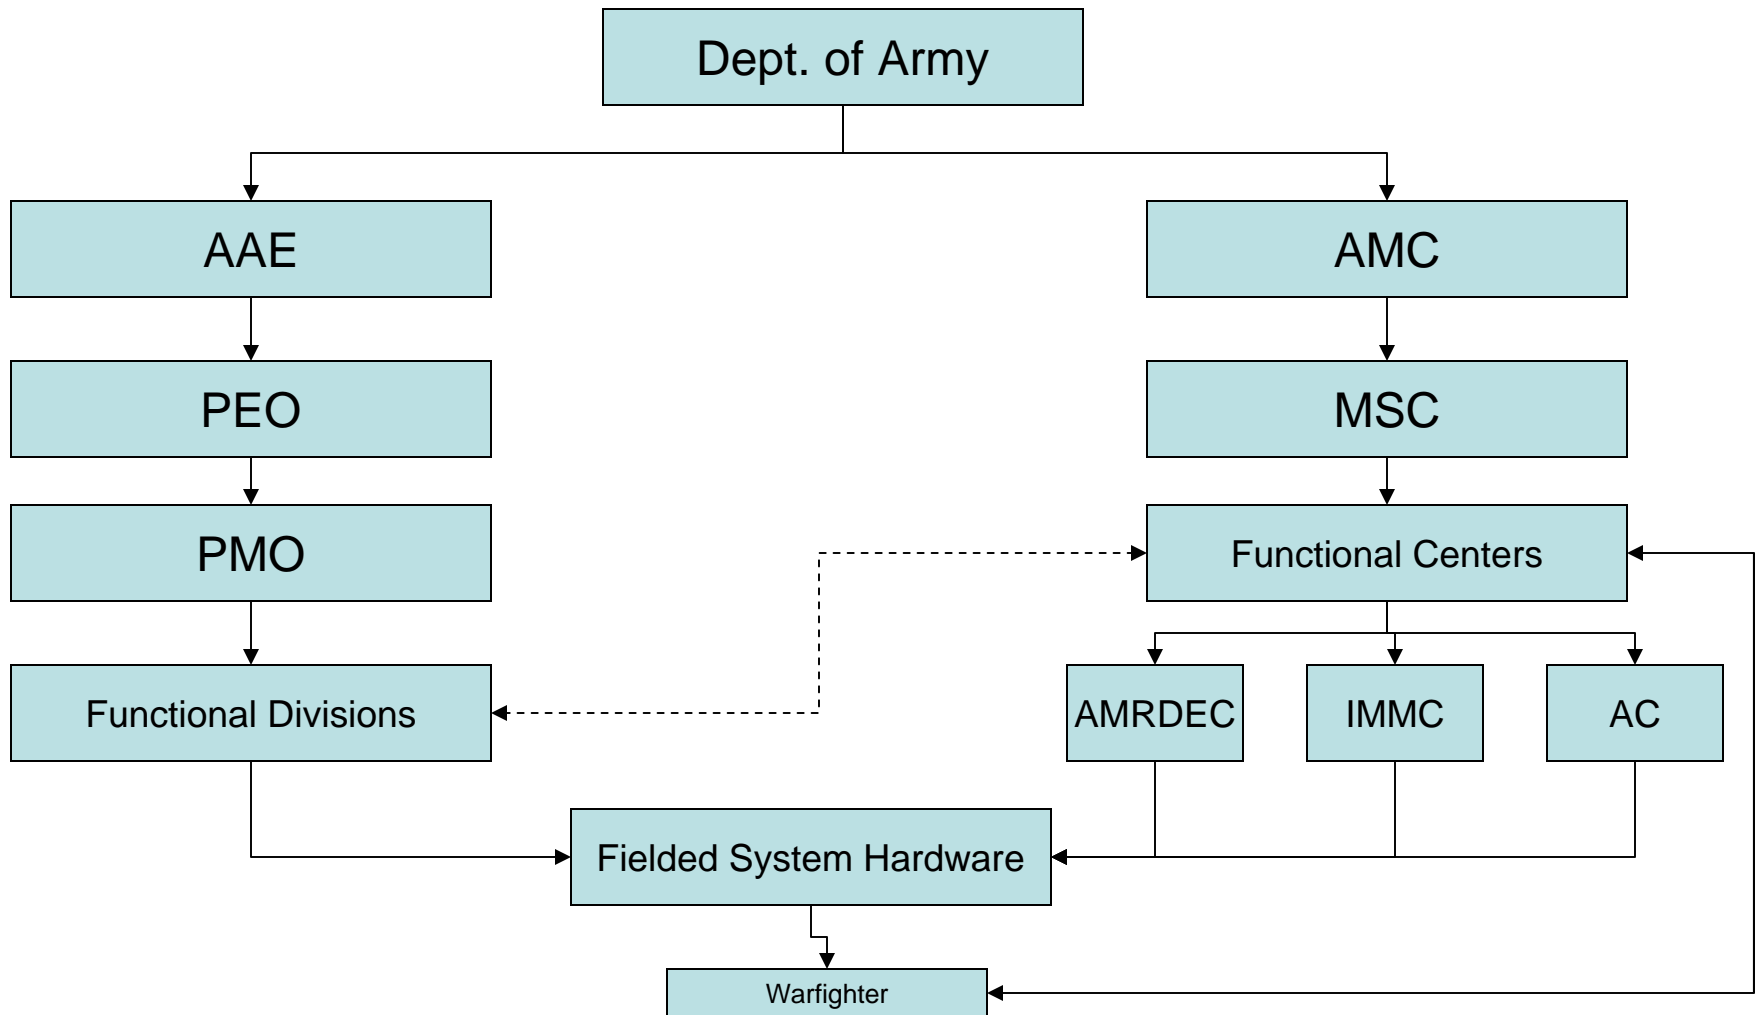 Dept. of Army
AAE
AMC
PEO
MSC
PMO
Functional Centers
Functional Divisions
AMRDEC
IMMC
AC
Fielded System Hardware
Warfighter